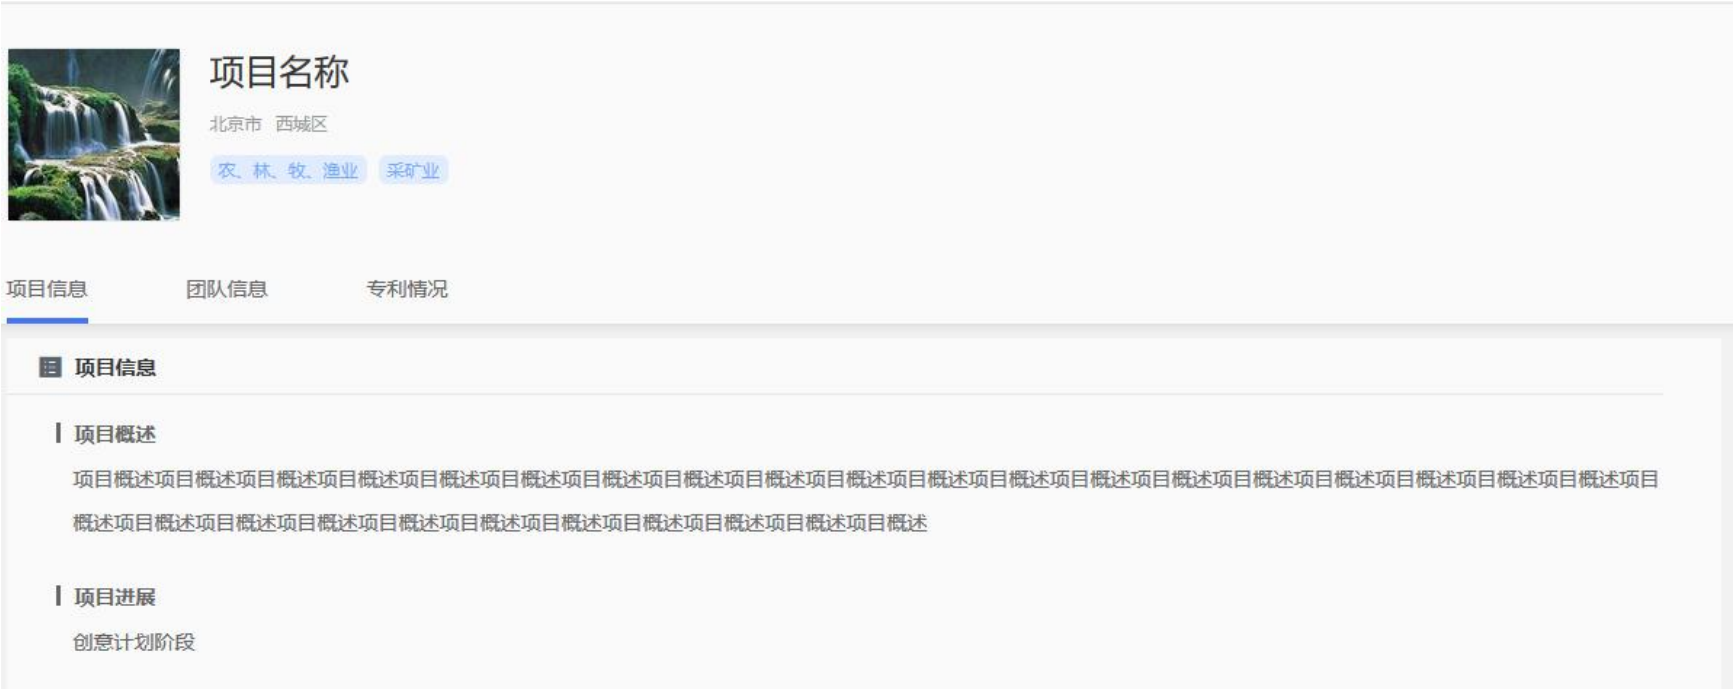 项目名称
北京市 西城区
农、林、牧、渔业 采矿业
项目信息 团队信息 专利情况
项目信息
项目概述
项目概述项目概述项目概述项目概述项目概述项目概述项目概述项目概述项目概述项目概述项目概述项目概述项目概述项目概述项目概述项目概述项目概述项目概述项目概述项目
概述项目概述项目概述项目概述项目概述项目概述项目概述项目概述项目概述项目概述项目概述
项目进展
创意计划阶段